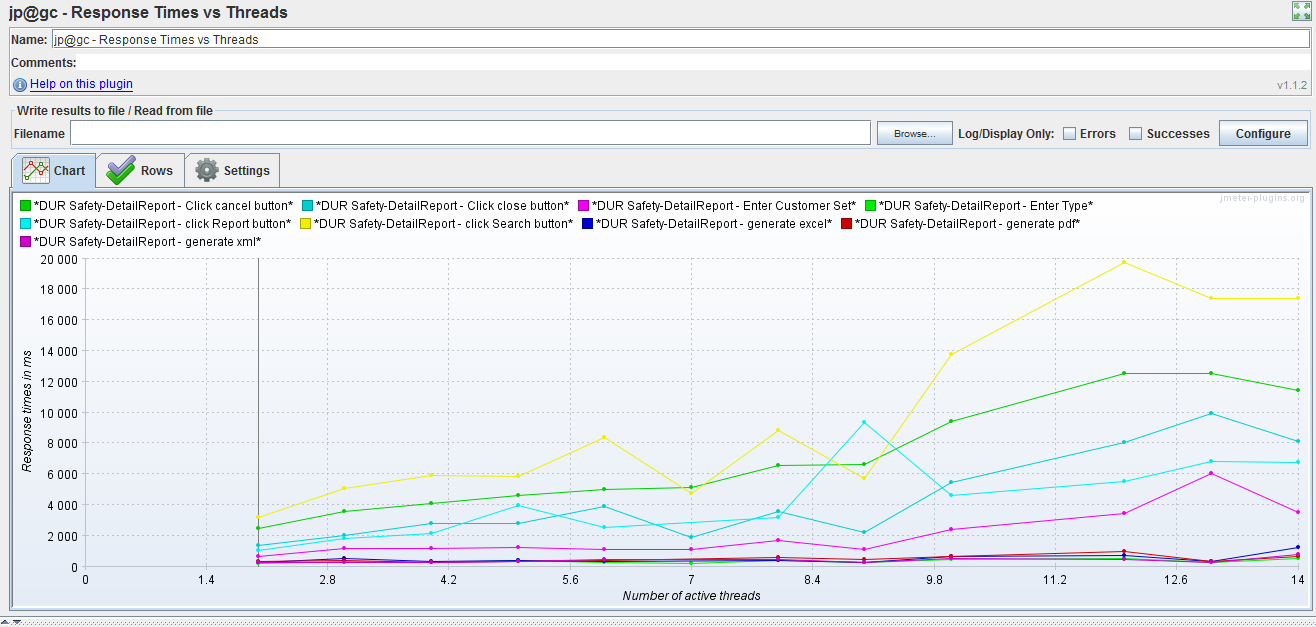 jp@gc - Response Times vs Threads
Name: jp@gc - Response Times vs Threads
Comments:
Help on this plugin
v1.1.2
Write results to file / Read from file
Filename Browse... Log/Display Only: Errors Successes Configure
Chart Rows Settings
jmeter-plugins.org
*DUR Safety-DetailReport - Click cancel button* *DUR Safety-DetailReport - Click close button* *DUR Safety-DetailReport - Enter Customer Set* *DUR Safety-DetailReport - Enter Type*
*DUR Safety-DetailReport - click Report button* *DUR Safety-DetailReport - click Search button* *DUR Safety-DetailReport - generate excel* *DUR Safety-DetailReport - generate pdf*
*DUR Safety-DetailReport - generate xml*
20 000
18 000
16 000
14 000
12 000
10 000
8 000
6 000
4 000
2 000
0
Response times in ms
0 1.4 2.8 4.2 5.6 7 8.4 9.8 11.2 12.6 14
Number of active threads